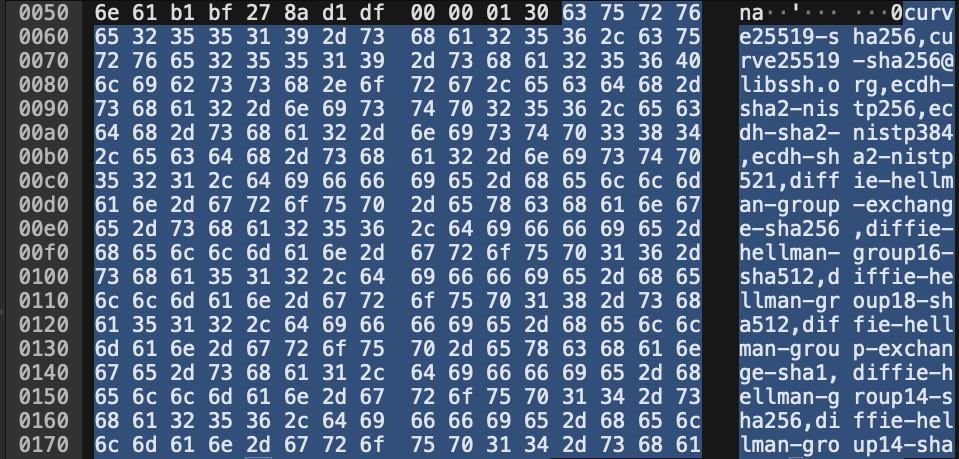 0050 6e 61 b1 bf 27 8a d1 df 00 00 01 30 63 75 72 76 na··'··· ···0curv
0060 65 32 35 35 31 39 2d 73 68 61 32 35 36 2c 63 75 e25519-s ha256,cu
0070 72 76 65 32 35 35 31 39 2d 73 68 61 32 35 36 40 rve25519 -sha256@
0080 6c 69 62 73 73 68 2e 6f 72 67 2c 65 63 64 68 2d libssh.o rg,ecdh-
0090 73 68 61 32 2d 6e 69 73 74 70 32 35 36 2c 65 63 sha2-nis tp256,ec
00a0 64 68 2d 73 68 61 32 2d 6e 69 73 74 70 33 38 34 dh-sha2- nistp384
00b0 2c 65 63 64 68 2d 73 68 61 32 2d 6e 69 73 74 70 ,ecdh-sh a2-nistp
00c0 35 32 31 2c 64 69 66 66 69 65 2d 68 65 6c 6c 6d 521,diff ie-hellm
00d0 61 6e 2d 67 72 6f 75 70 2d 65 78 63 68 61 6e 67 an-group -exchang
00e0 65 2d 73 68 61 32 35 36 2c 64 69 66 66 69 65 2d e-sha256 ,diffie-
00f0 68 65 6c 6c 6d 61 6e 2d 67 72 6f 75 70 31 36 2d hellman- group16-
0100 73 68 61 35 31 32 2c 64 69 66 66 69 65 2d 68 65 sha512,d iffie-he
0110 6c 6c 6d 61 6e 2d 67 72 6f 75 70 31 38 2d 73 68 llman-gr oup18-sh
0120 61 35 31 32 2c 64 69 66 66 69 65 2d 68 65 6c 6c a512,dif fie-hell
0130 6d 61 6e 2d 67 72 6f 75 70 2d 65 78 63 68 61 6e man-grou p-exchan
0140 67 65 2d 73 68 61 31 2c 64 69 66 66 69 65 2d 68 ge-sha1, diffie-h
0150 65 6c 6c 6d 61 6e 2d 67 72 6f 75 70 31 34 2d 73 ellman-g roup14-s
0160 68 61 32 35 36 2c 64 69 66 66 69 65 2d 68 65 6c ha256,di ffie-hel
0170 6c 6d 61 6e 2d 67 72 6f 75 70 31 34 2d 73 68 61 lman-gro up14-sha